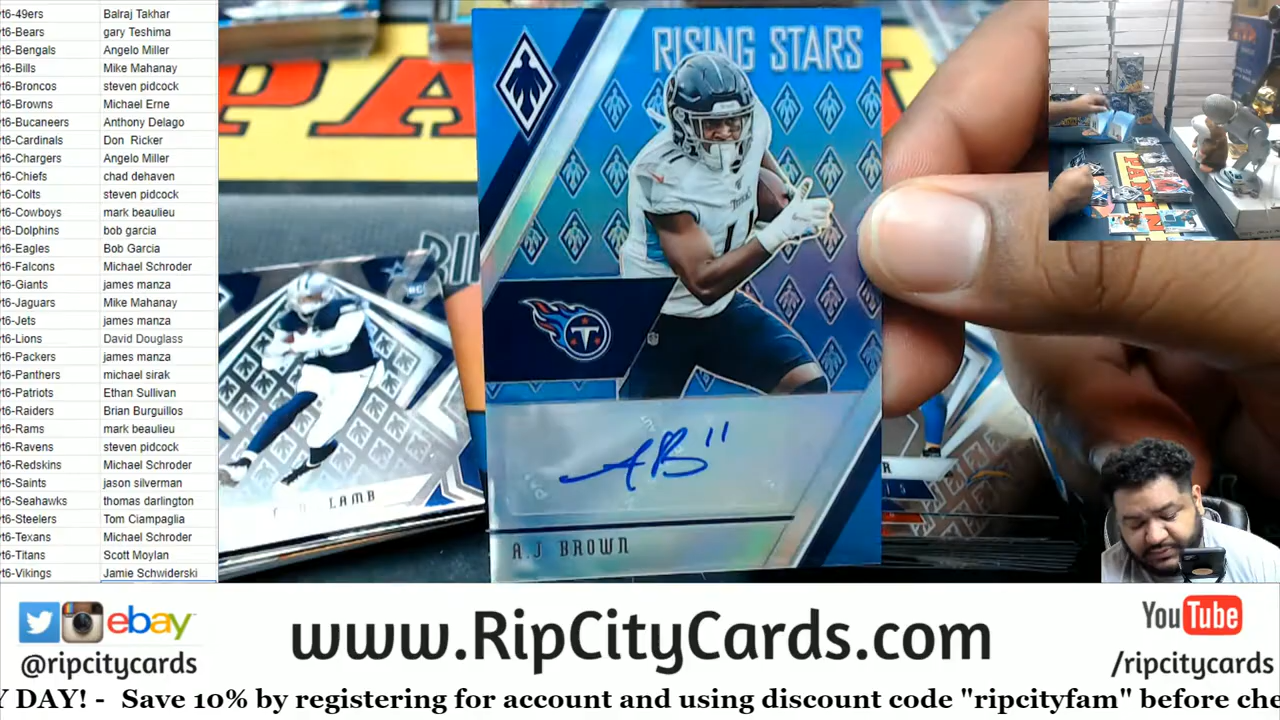 t6-49ers Balraj Takhar
t6-Bears gary Teshima
t6-Bengals Angelo Miller
t6-Bills Mike Mahanay
t6-Broncos steven pidcock
t6-Browns Michael Erne
t6-Bucaneers Anthony Delago
t6-Cardinals Don Ricker
t6-Chargers Angelo Miller
t6-Chiefs chad dehaven
t6-Colts steven pidcock
t6-Cowboys mark beaulieu
t6-Dolphins bob garcia
t6-Eagles Bob Garcia
t6-Falcons Michael Schroder
t6-Giants james manza
t6-Jaguars Mike Mahanay
t6-Jets james manza
t6-Lions David Douglass
t6-Packers james manza
t6-Panthers michael sirak
t6-Patriots Ethan Sullivan
t6-Raiders Brian Burguillos
t6-Rams mark beaulieu
t6-Ravens steven pidcock
t6-Redskins Michael Schroder
t6-Saints jason silverman
t6-Seahawks thomas darlington
t6-Steelers Tom Ciampaglia
t6-Texans Michael Schroder
t6-Titans Scott Moylan
t6-Vikings Jamie Schwiderski
RISING STARS
TITANS
11
T
AB 11
A.J BROWN
LAMB
PANINI
ebay
@ripcitycards
www.RipCityCards.com
YouTube
/ripcitycards
Y DAY! - Save 10% by registering for account and using discount code "ripcityfam" before che